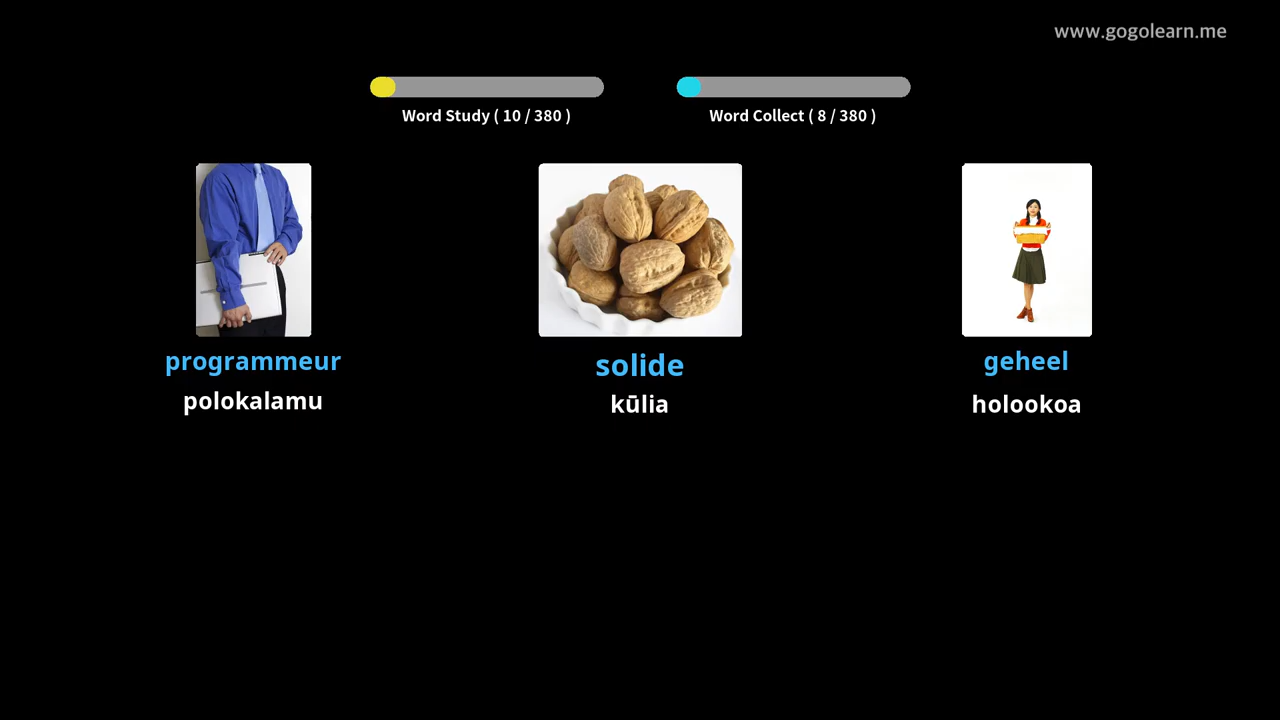 www.gogolearn.me
Word Study ( 10 / 380 )
Word Collect ( 8 / 380 )
programmeur
solide
geheel
polokalamu
kūlia
holookoa